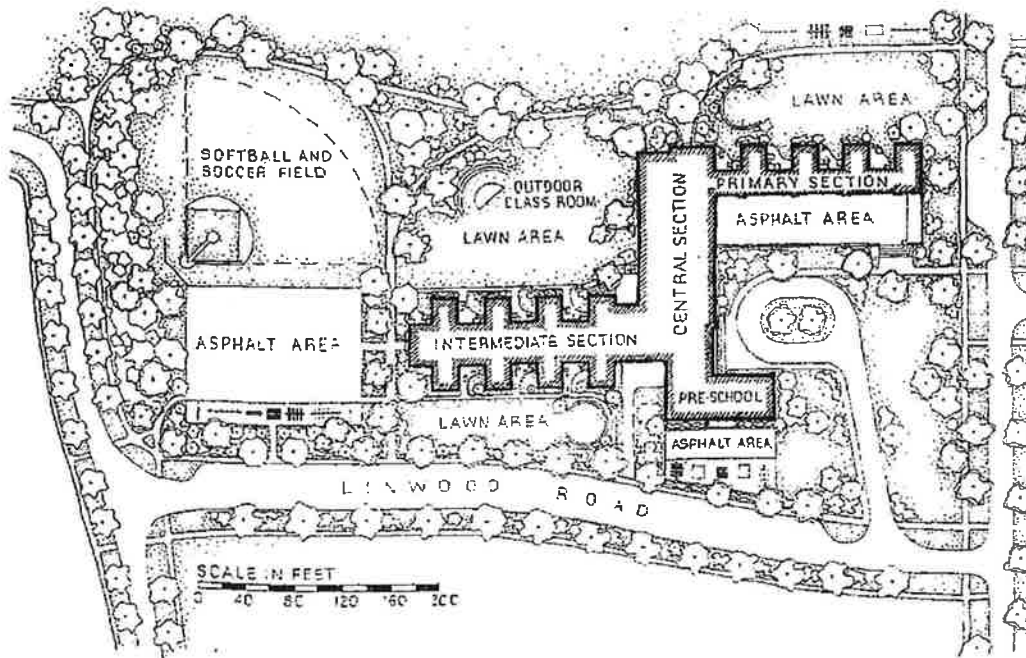 LAWN AREA
SOFTBALL AND
SOCCER FIELD
OUTDOOR
CLASS ROOM
LAWN AREA
PRIMARY SECTION
ASPHALT AREA
CENTRAL SECTION
ASPHALT AREA
INTERMEDIATE SECTION
PRE-SCHOOL
LAWN AREA
ASPHALT AREA
LINWOOD ROAD
SCALE IN FEET
0 40 80 120 160 200